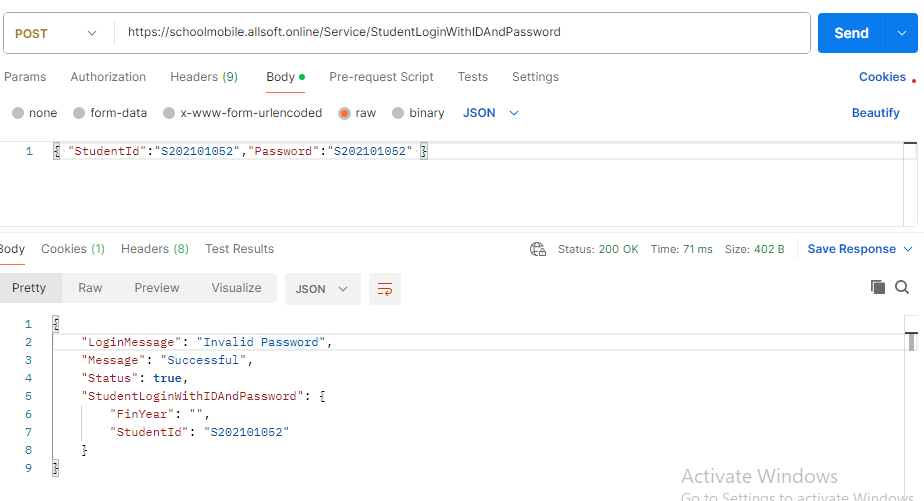 POST https://schoolmobile.allsoft.online/Service/StudentLoginWithIDAndPassword Send
Params Authorization Headers (9) Body Pre-request Script Tests Settings Cookies
none form-data x-www-form-urlencoded raw binary JSON Beautify
1 { "StudentId":"S202101052","Password":"S202101052" }
Body Cookies (1) Headers (8) Test Results Status: 200 OK Time: 71 ms Size: 402 B Save Response
Pretty Raw Preview Visualize JSON
1 {
2 "LoginMessage": "Invalid Password",
3 "Message": "Successful",
4 "Status": true,
5 "StudentLoginWithIDAndPassword": {
6 "FinYear": "",
7 "StudentId": "S202101052"
8 }
9 }
Activate Windows
Go to Settings to activate Windows